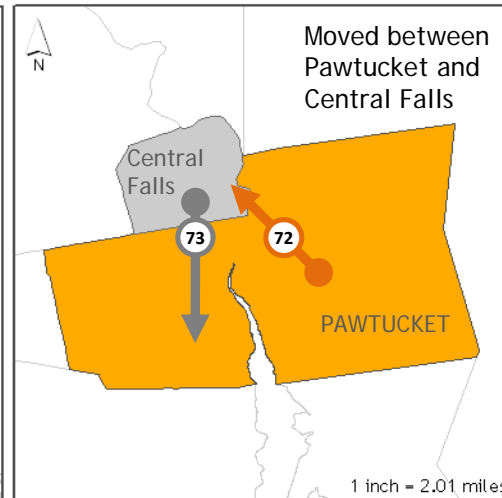 N
Moved between
Pawtucket and
Central Falls
Central
Falls
73
72
PAWTUCKET
1 inch = 2.01 miles